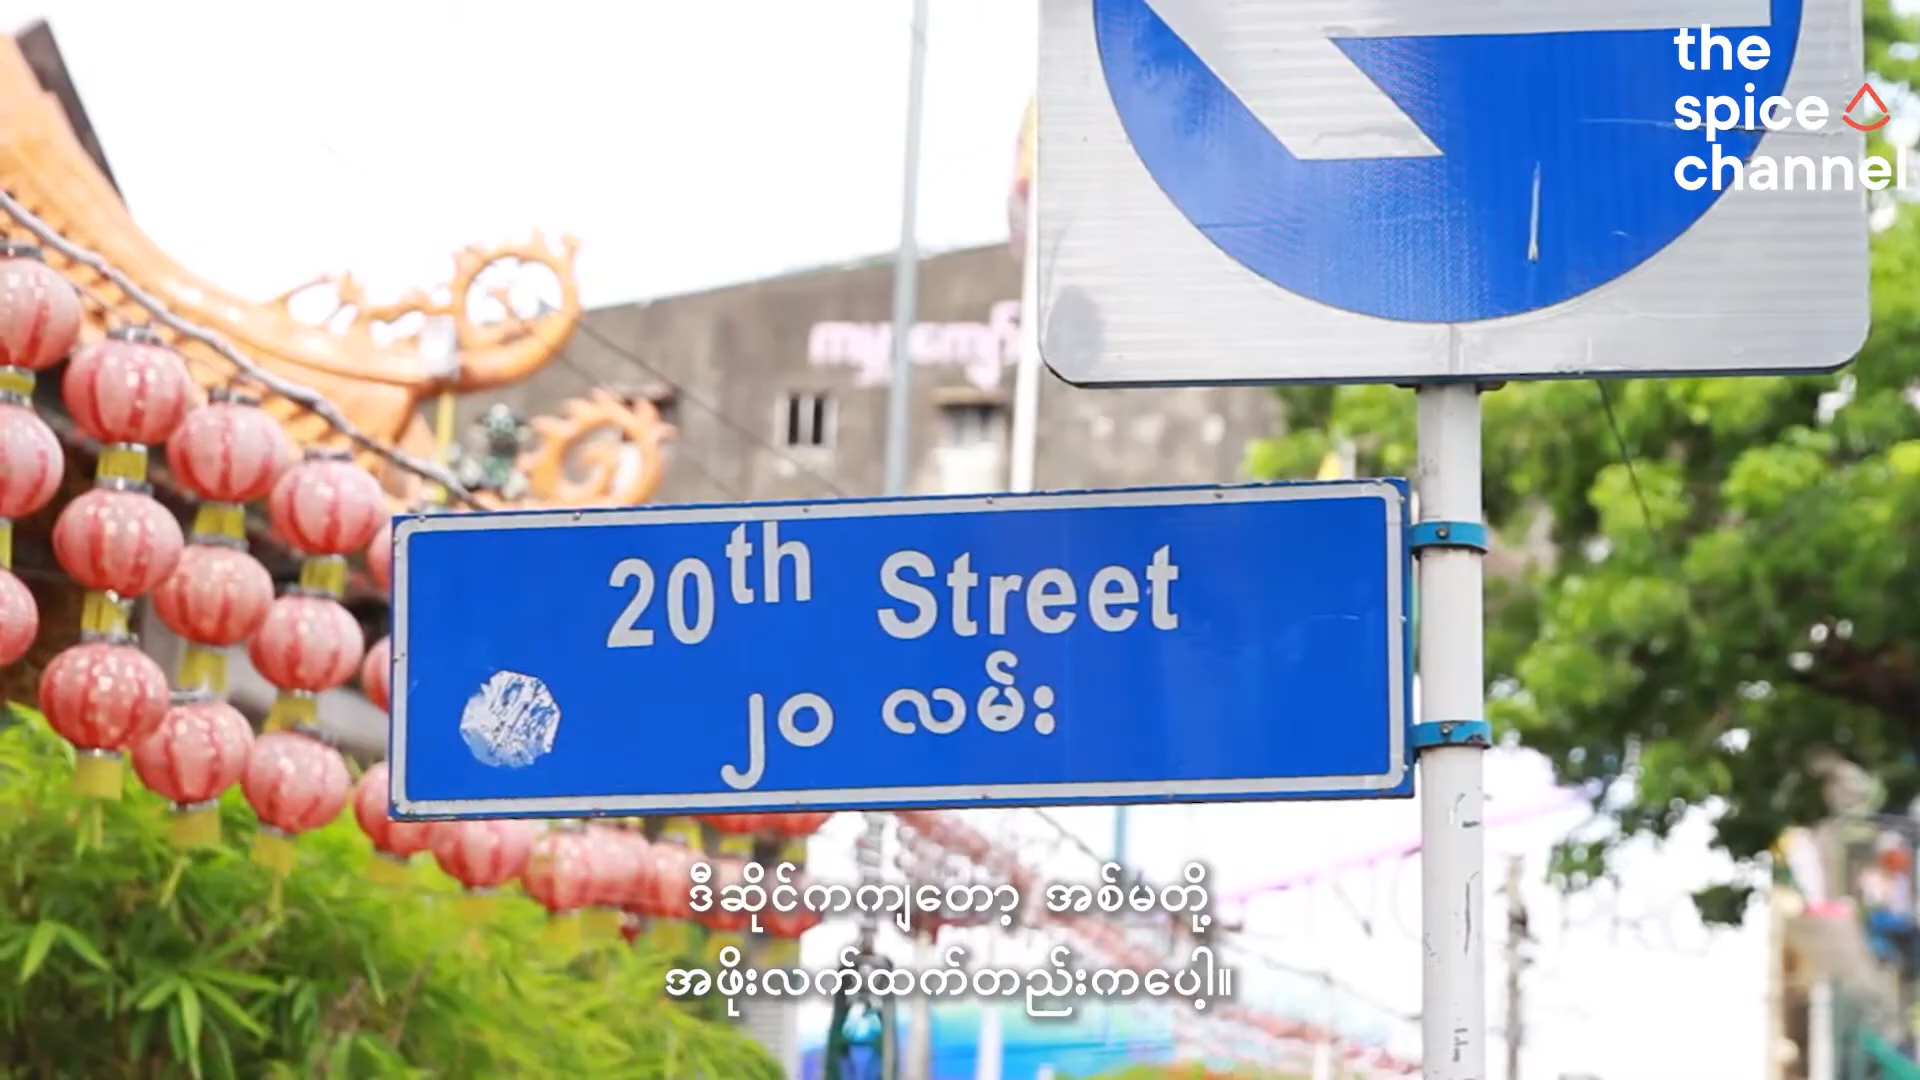 the
spice
channel
20th Street
၂၀ လမ်း
ဒီဆိုင်ကကျတော့ အစ်မတို့
အဖိုးလက်ထက်တည်းကပေါ့။